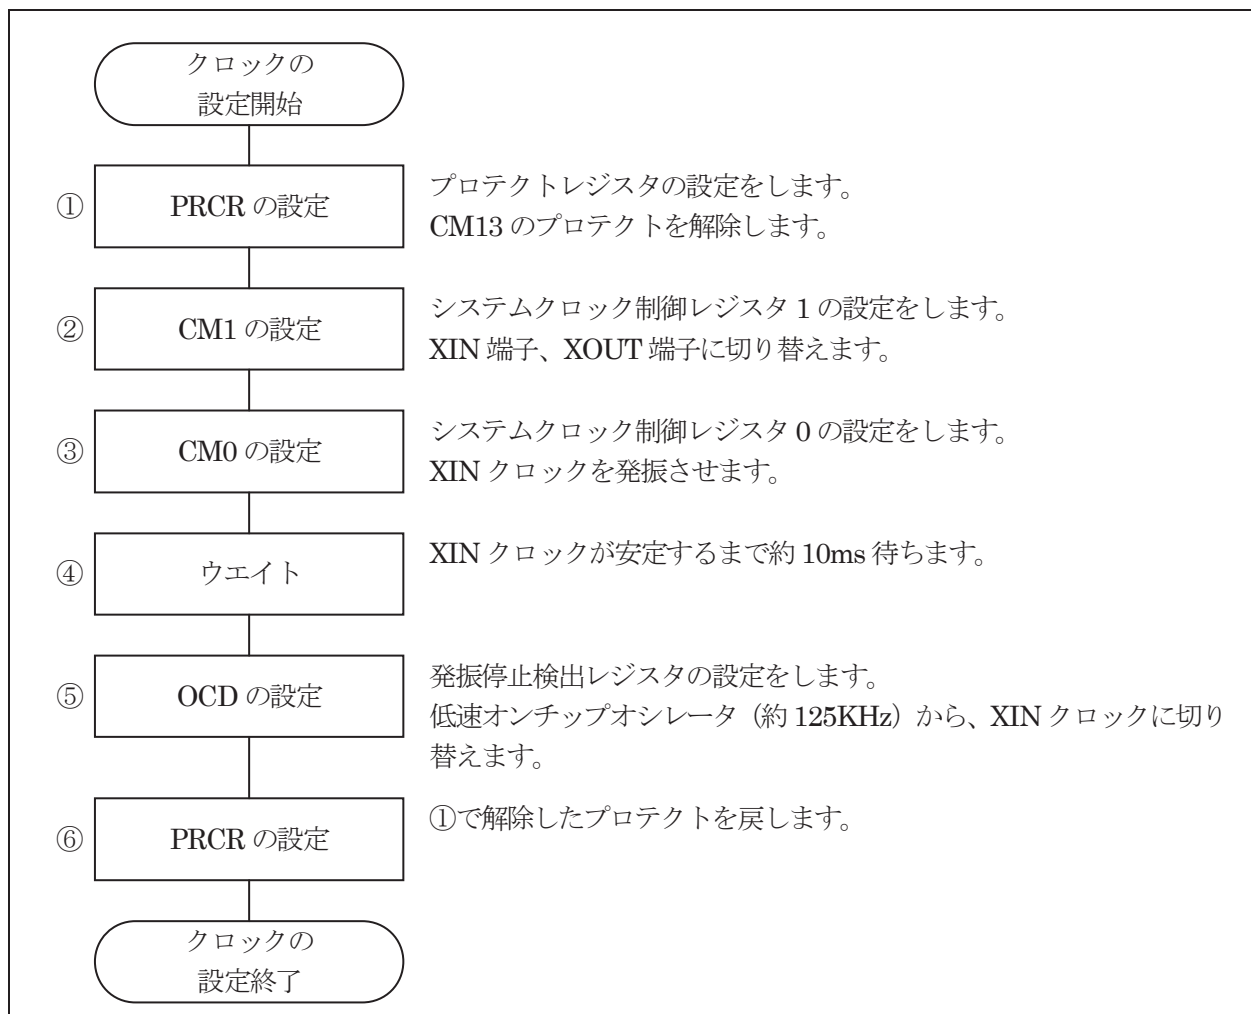 クロックの
設定開始
① PRCR の設定
プロテクトレジスタの設定をします。
CM13 のプロテクトを解除します。
② CM1 の設定
システムクロック制御レジスタ 1 の設定をします。
XIN 端子、XOUT 端子に切り替えます。
③ CM0 の設定
システムクロック制御レジスタ 0 の設定をします。
XIN クロックを発振させます。
④ ウエイト
XIN クロックが安定するまで約 10ms 待ちます。
⑤ OCD の設定
発振停止検出レジスタの設定をします。
低速オンチップオシレータ（約 125KHz）から、XIN クロックに切り
替えます。
⑥ PRCR の設定
①で解除したプロテクトを戻します。
クロックの
設定終了